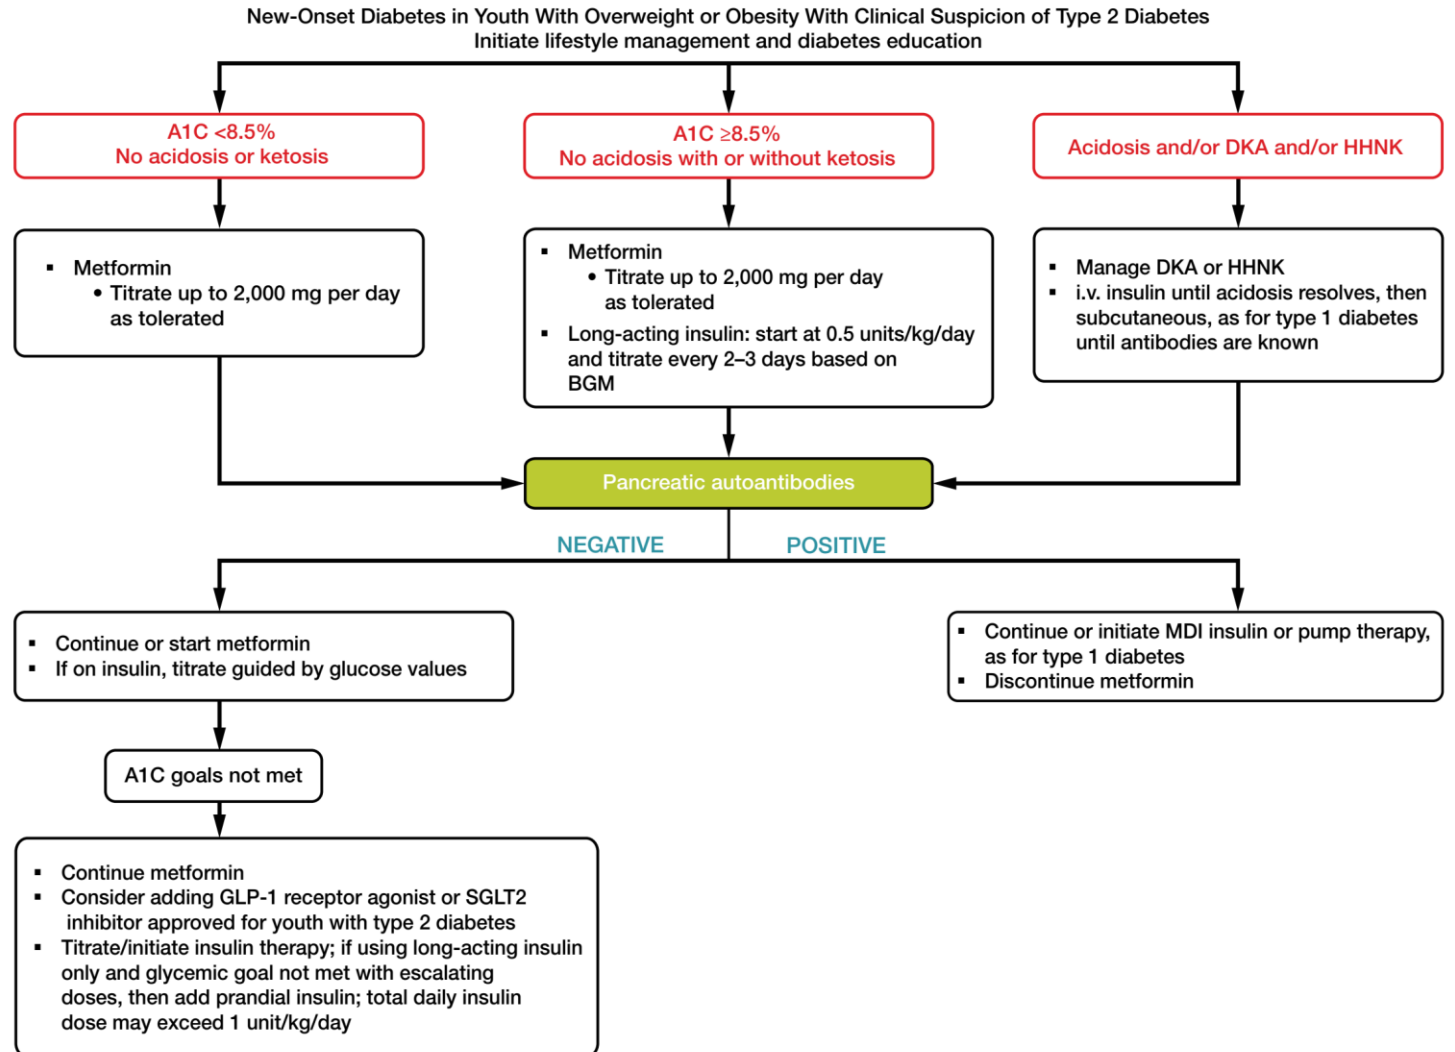 New-Onset Diabetes in Youth With Overweight or Obesity With Clinical Suspicion of Type 2 Diabetes
Initiate lifestyle management and diabetes education
A1C <8.5%
No acidosis or ketosis
A1C ≥8.5%
No acidosis with or without ketosis
Acidosis and/or DKA and/or HHNK
▪ Metformin
• Titrate up to 2,000 mg per day
as tolerated
▪ Metformin
• Titrate up to 2,000 mg per day
as tolerated
▪ Long-acting insulin: start at 0.5 units/kg/day
and titrate every 2–3 days based on
BGM
▪ Manage DKA or HHNK
▪ i.v. insulin until acidosis resolves, then
subcutaneous, as for type 1 diabetes
until antibodies are known
Pancreatic autoantibodies
NEGATIVE
POSITIVE
▪ Continue or start metformin
▪ If on insulin, titrate guided by glucose values
▪ Continue or initiate MDI insulin or pump therapy,
as for type 1 diabetes
▪ Discontinue metformin
A1C goals not met
▪ Continue metformin
▪ Consider adding GLP-1 receptor agonist or SGLT2
inhibitor approved for youth with type 2 diabetes
▪ Titrate/initiate insulin therapy; if using long-acting insulin
only and glycemic goal not met with escalating
doses, then add prandial insulin; total daily insulin
dose may exceed 1 unit/kg/day